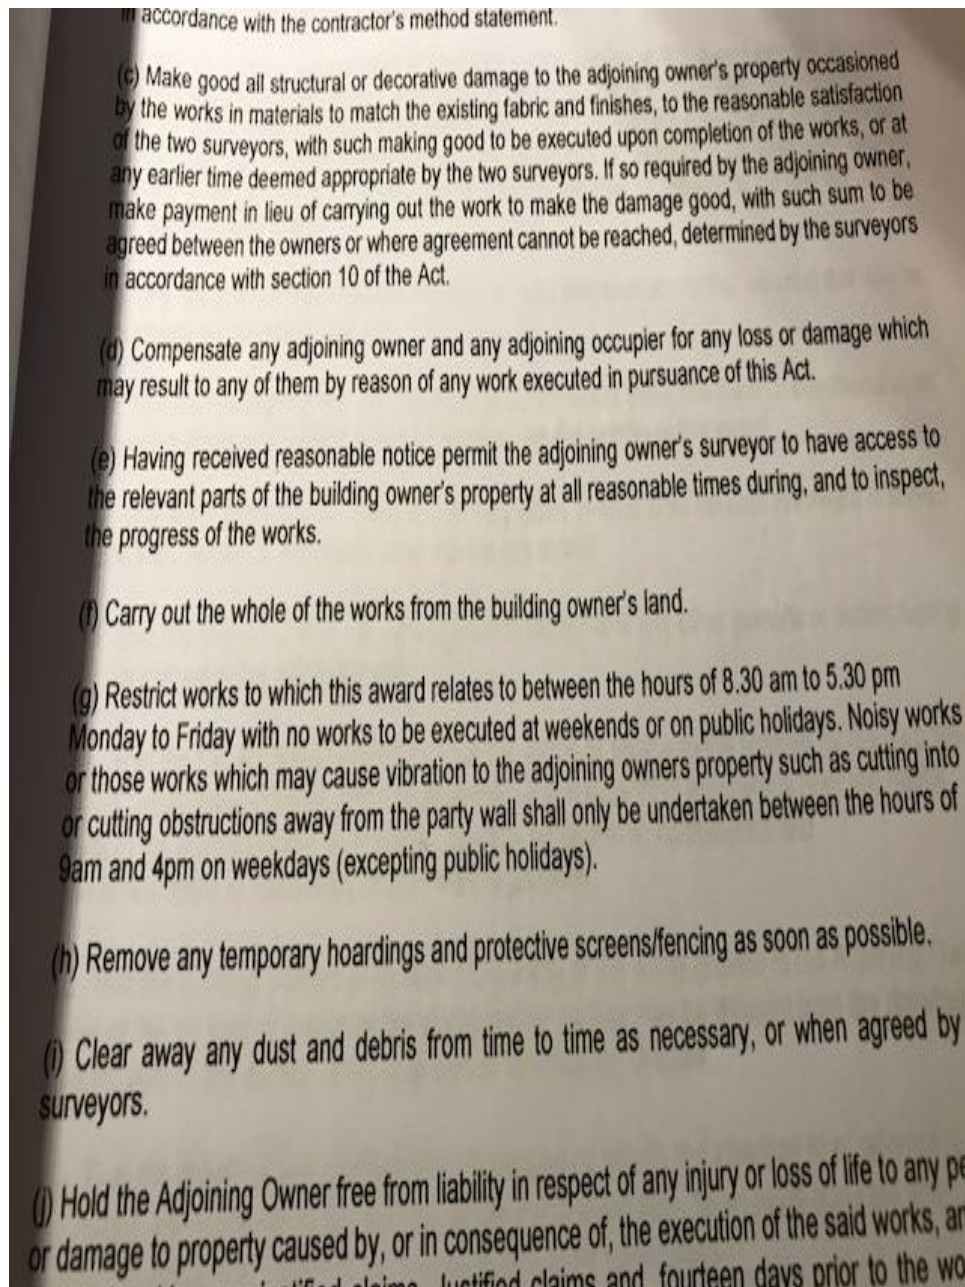 in accordance with the contractor's method statement.
(c) Make good all structural or decorative damage to the adjoining owner's property occasioned
by the works in materials to match the existing fabric and finishes, to the reasonable satisfaction
of the two surveyors, with such making good to be executed upon completion of the works, or at
any earlier time deemed appropriate by the two surveyors. If so required by the adjoining owner,
make payment in lieu of carrying out the work to make the damage good, with such sum to be
agreed between the owners or where agreement cannot be reached, determined by the surveyors
in accordance with section 10 of the Act.
(d) Compensate any adjoining owner and any adjoining occupier for any loss or damage which
may result to any of them by reason of any work executed in pursuance of this Act.
(e) Having received reasonable notice permit the adjoining owner's surveyor to have access to
the relevant parts of the building owner's property at all reasonable times during, and to inspect,
the progress of the works.
(f) Carry out the whole of the works from the building owner's land.
(g) Restrict works to which this award relates to between the hours of 8.30 am to 5.30 pm
Monday to Friday with no works to be executed at weekends or on public holidays. Noisy works
or those works which may cause vibration to the adjoining owners property such as cutting into
or cutting obstructions away from the party wall shall only be undertaken between the hours of
9am and 4pm on weekdays (excepting public holidays).
(h) Remove any temporary hoardings and protective screens/fencing as soon as possible.
(i) Clear away any dust and debris from time to time as necessary, or when agreed by
surveyors.
(j) Hold the Adjoining Owner free from liability in respect of any injury or loss of life to any
or damage to property caused by, or in consequence of, the execution of the said works,
claims. Justified claims and fourteen days prior to the